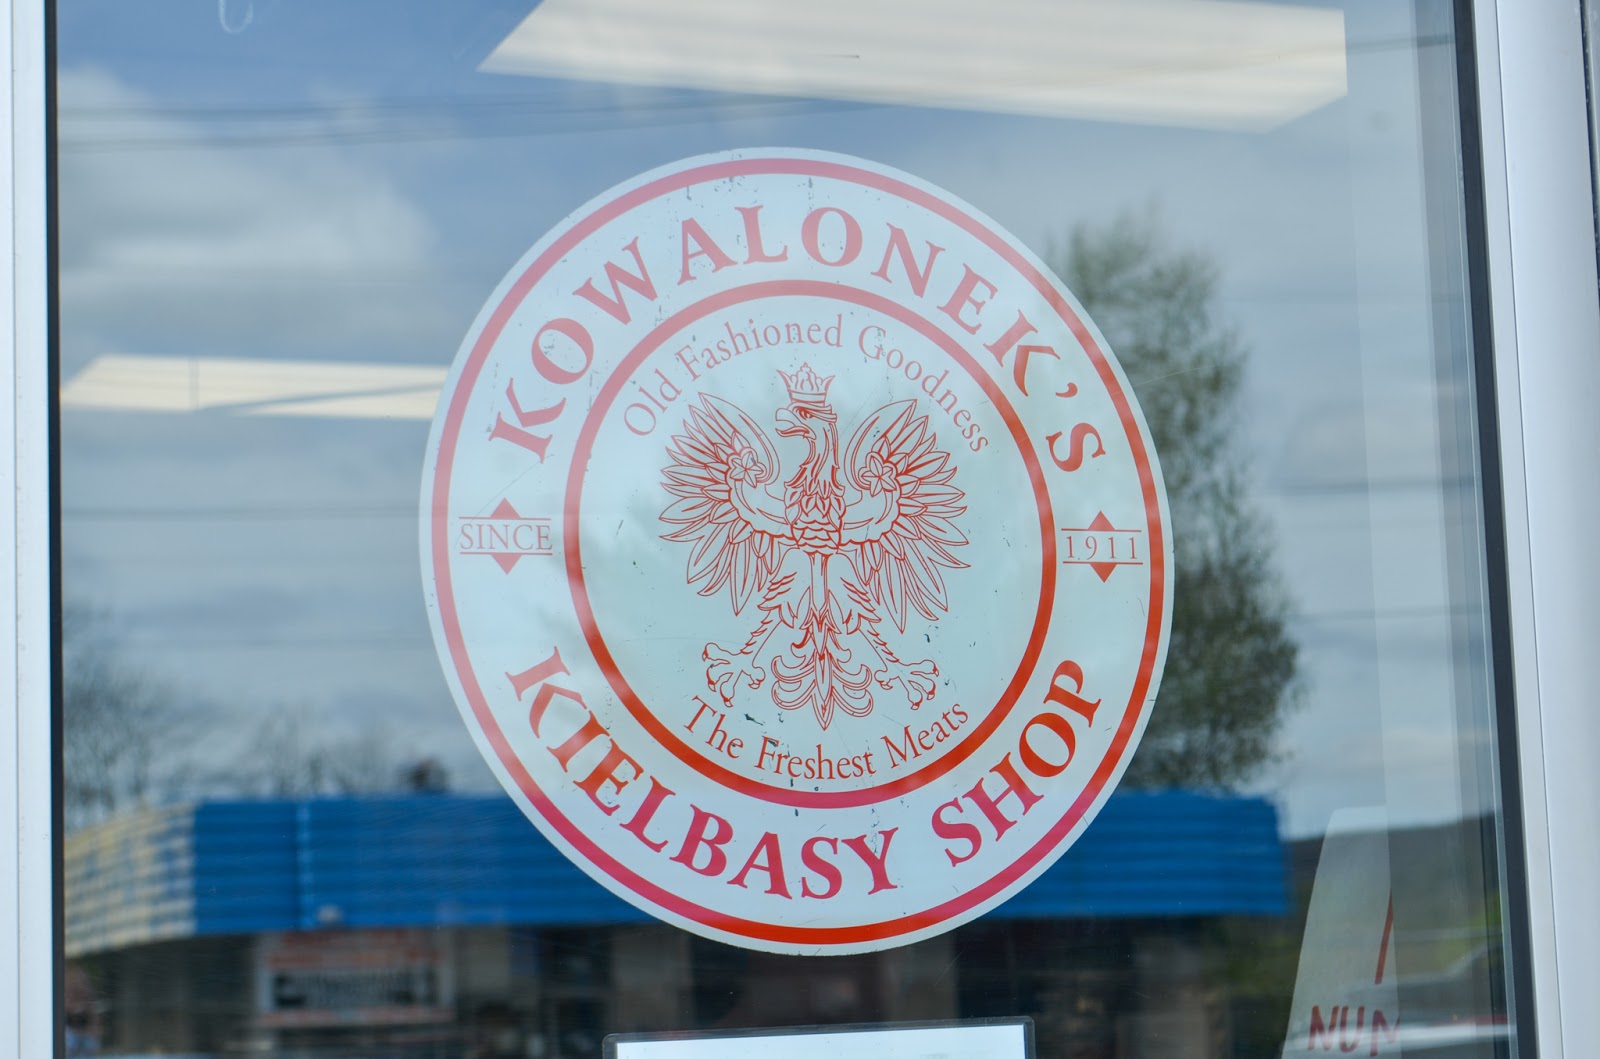 KOWALONEK'S
Old Fashioned Goodness
SINCE
1911
The Freshest Meats
KIELBASY SHOP